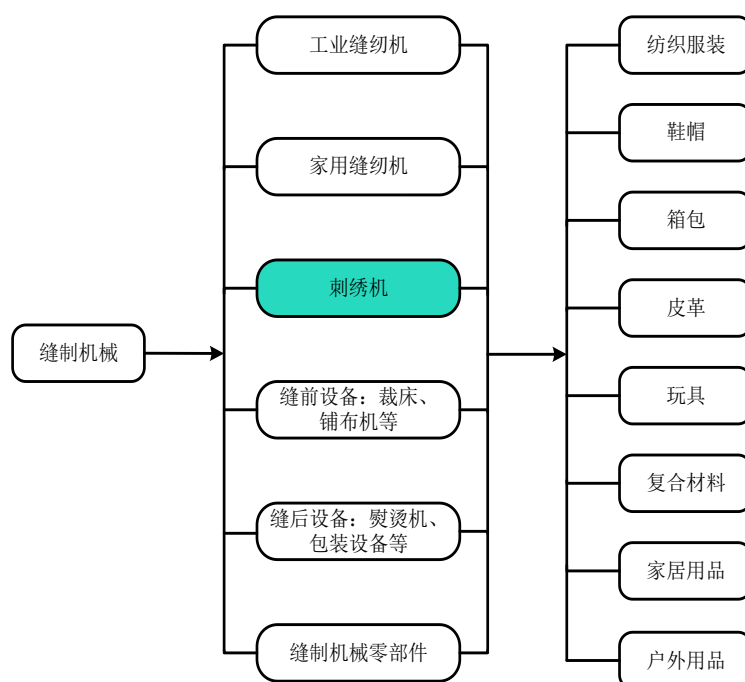 缝制机械
工业缝纫机
家用缝纫机
刺绣机
缝前设备：裁床、
铺布机等
缝后设备：熨烫机、
包装设备等
缝制机械零部件
纺织服装
鞋帽
箱包
皮革
玩具
复合材料
家居用品
户外用品